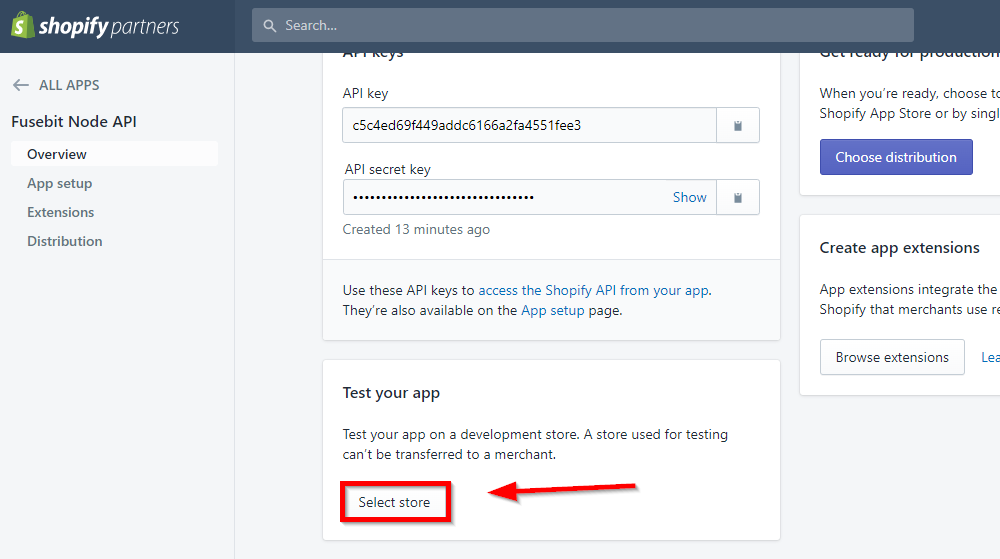 shopify partners
Search...
ALL APPS
Fusebit Node API
Overview
App setup
Extensions
Distribution
API keys
API key
c5c4ed69f449addc6166a2fa4551fee3
API secret key
••••••••••••••••••••••••••••••••
Show
Created 13 minutes ago
Use these API keys to access the Shopify API from your app.
They're also available on the App setup page.
Test your app
Test your app on a development store. A store used for testing
can't be transferred to a merchant.
Select store
Get ready for production
When you're ready, choose to
Shopify App Store or by singl
Choose distribution
Create app extensions
App extensions integrate the
Shopify that merchants use re
Browse extensions
Lea